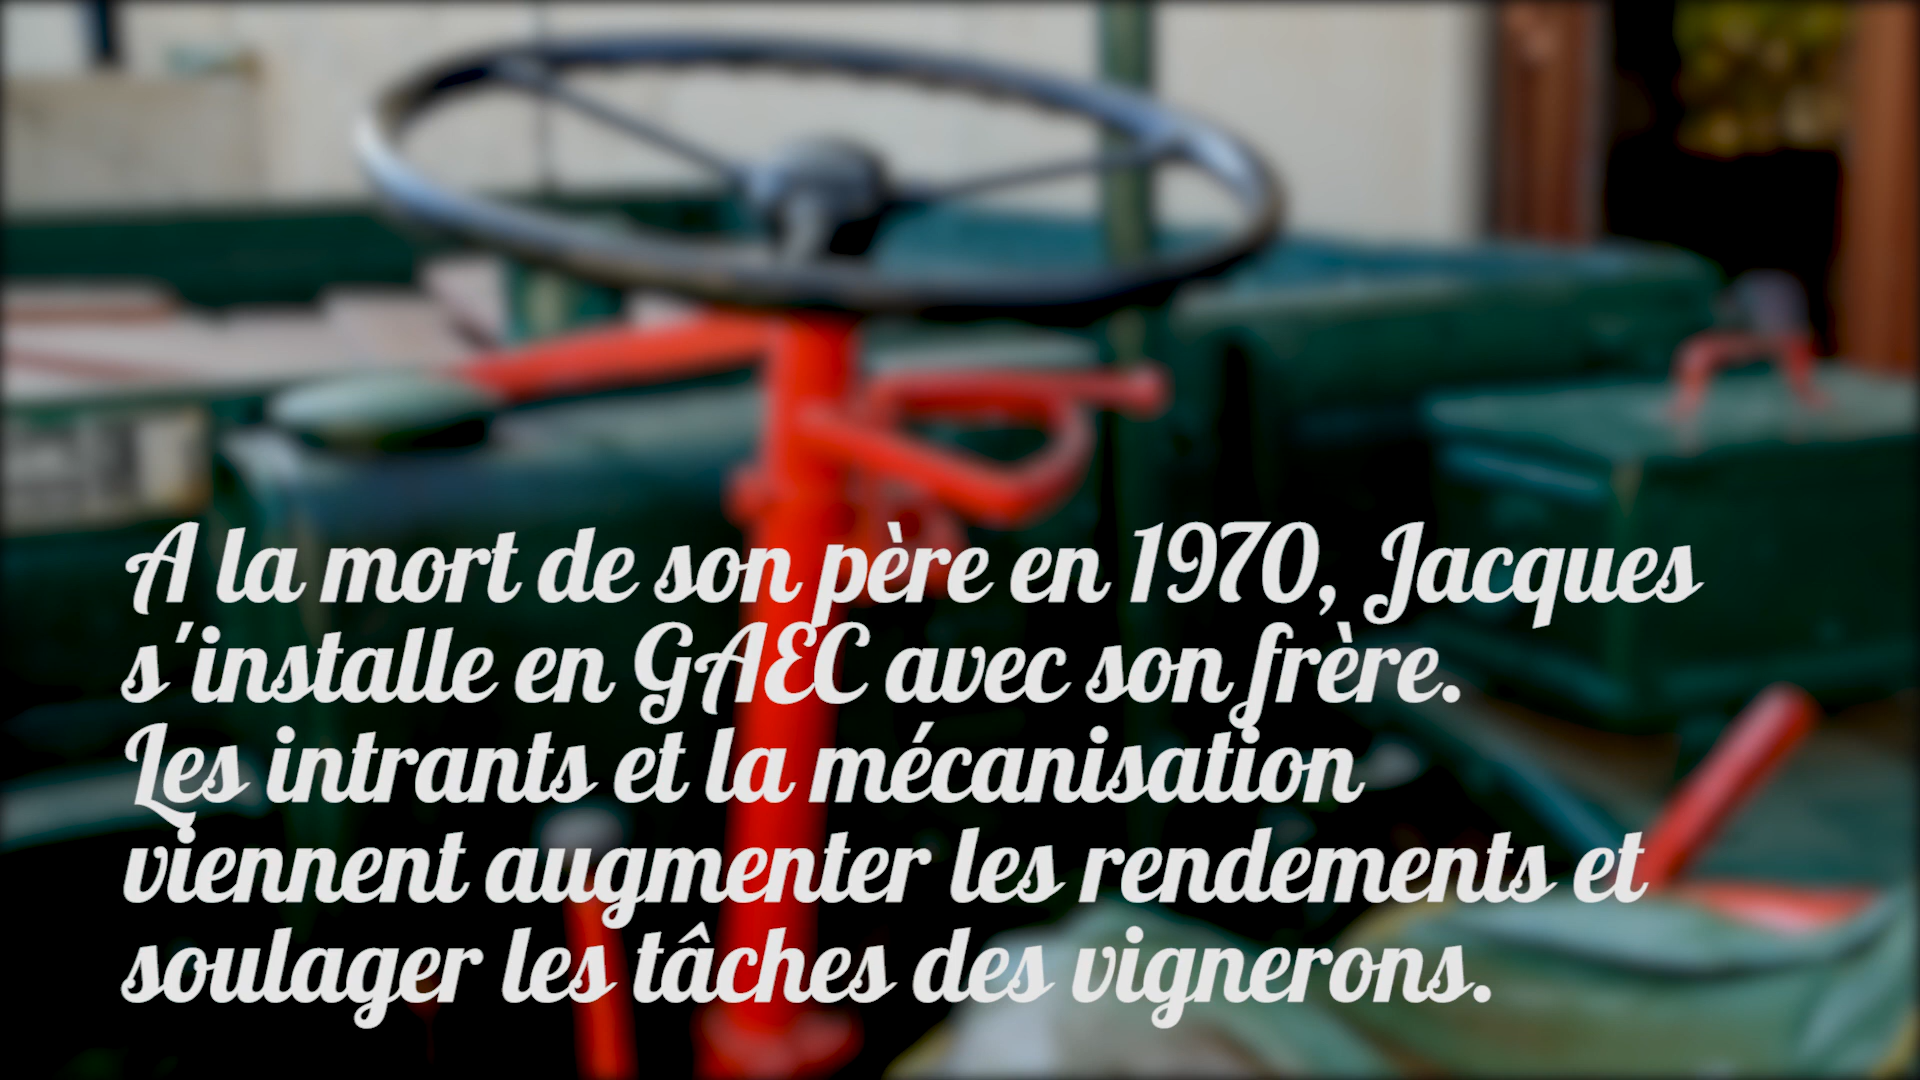 A la mort de son père en 1970, Jacques
s'installe en GAEC avec son frère.
Les intrants et la mécanisation
viennent augmenter les rendements et
soulager les tâches des vignerons.